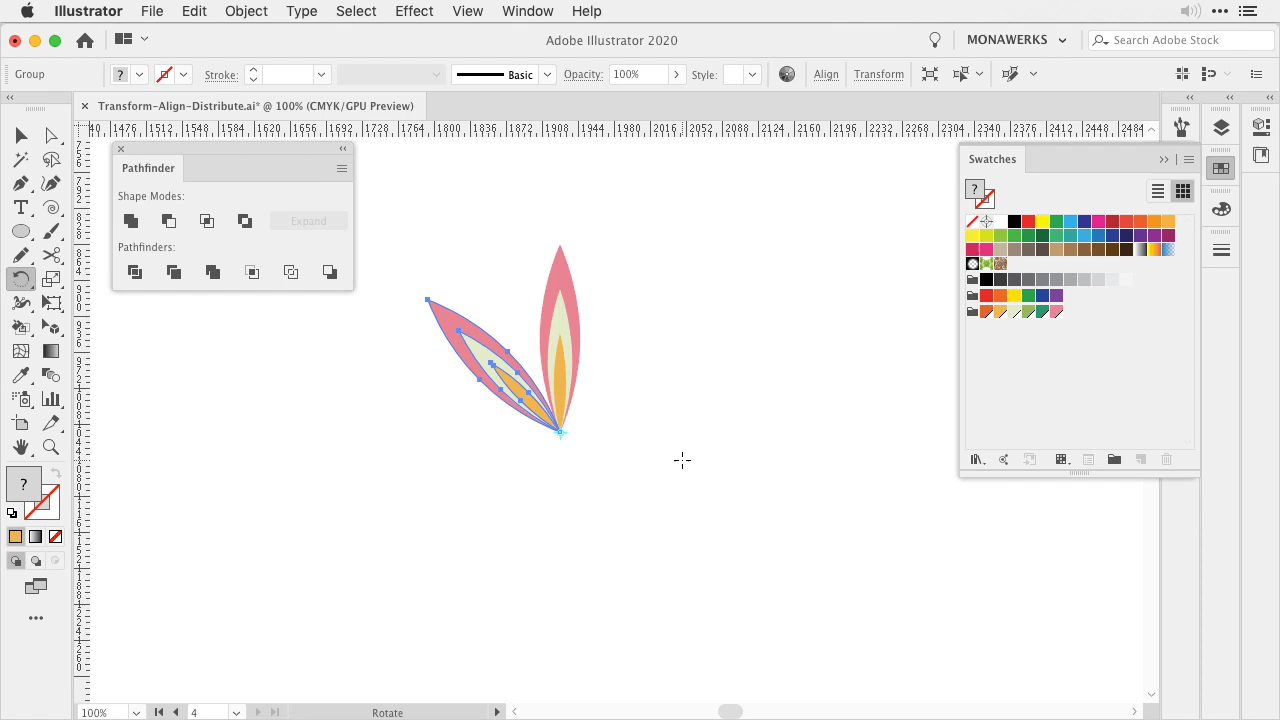 Illustrator File Edit Object Type Select Effect View Window Help
Adobe Illustrator 2020
MONAWERKS
Search Adobe Stock
Group ? Stroke: Basic Opacity: 100% Style: Align Transform
Transform-Align-Distribute.ai* @ 100% (CMYK/GPU Preview)
40 1476 1512 1548 1584 1620 1656 1692 1728 1764 1800 1836 1872 1908 1944 1980 2016 2052 2088 2124 2160 2196 2232 2268 2304 2340 2376 2412 2448 2484
Pathfinder
Shape Modes:
Expand
Pathfinders:
Swatches
?
?
100% 4 Rotate